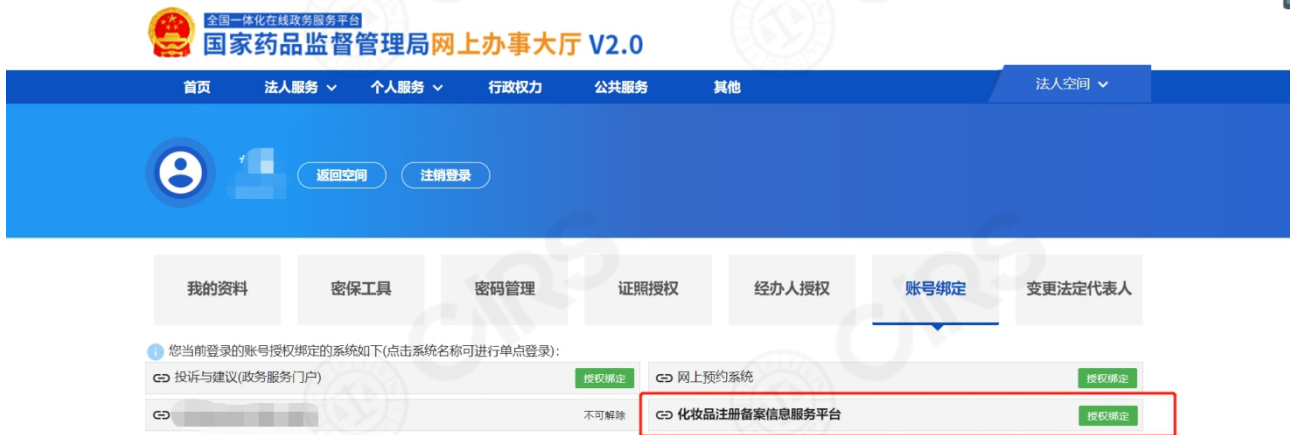 全国一体化在线政务服务平台
国家药品监督管理局网上办事大厅 V2.0
首页 法人服务 个人服务 行政权力 公共服务 其他 法人空间
返回空间 注销登录
我的资料 密保工具 密码管理 证照授权 经办人授权 账号绑定 变更法定代表人
您当前登录的账号授权绑定的系统如下(点击系统名称可进行单点登录):
投诉与建议(政务服务门户) 授权绑定 网上预约系统 授权绑定
不可解除 化妆品注册备案信息服务平台 授权绑定
CIRS
CIRS